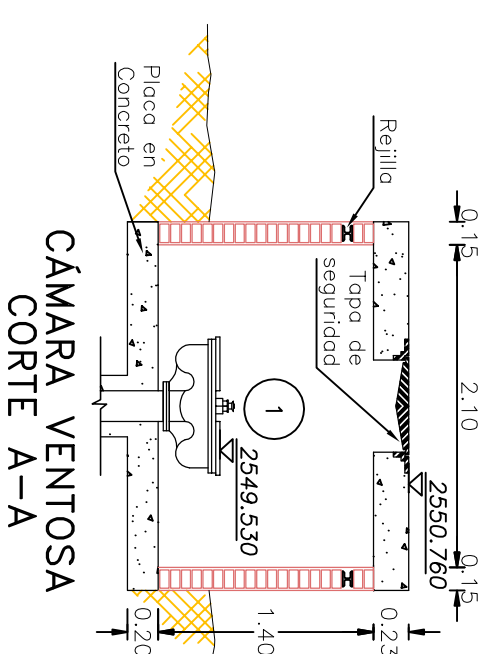 0.15
2.10
0.15
2550.760
Rejilla
Tapa de
seguridad
1
2549.530
Placa en
Concreto
0.23
1.40
0.20
CÁMARA VENTOSA
CORTE A-A